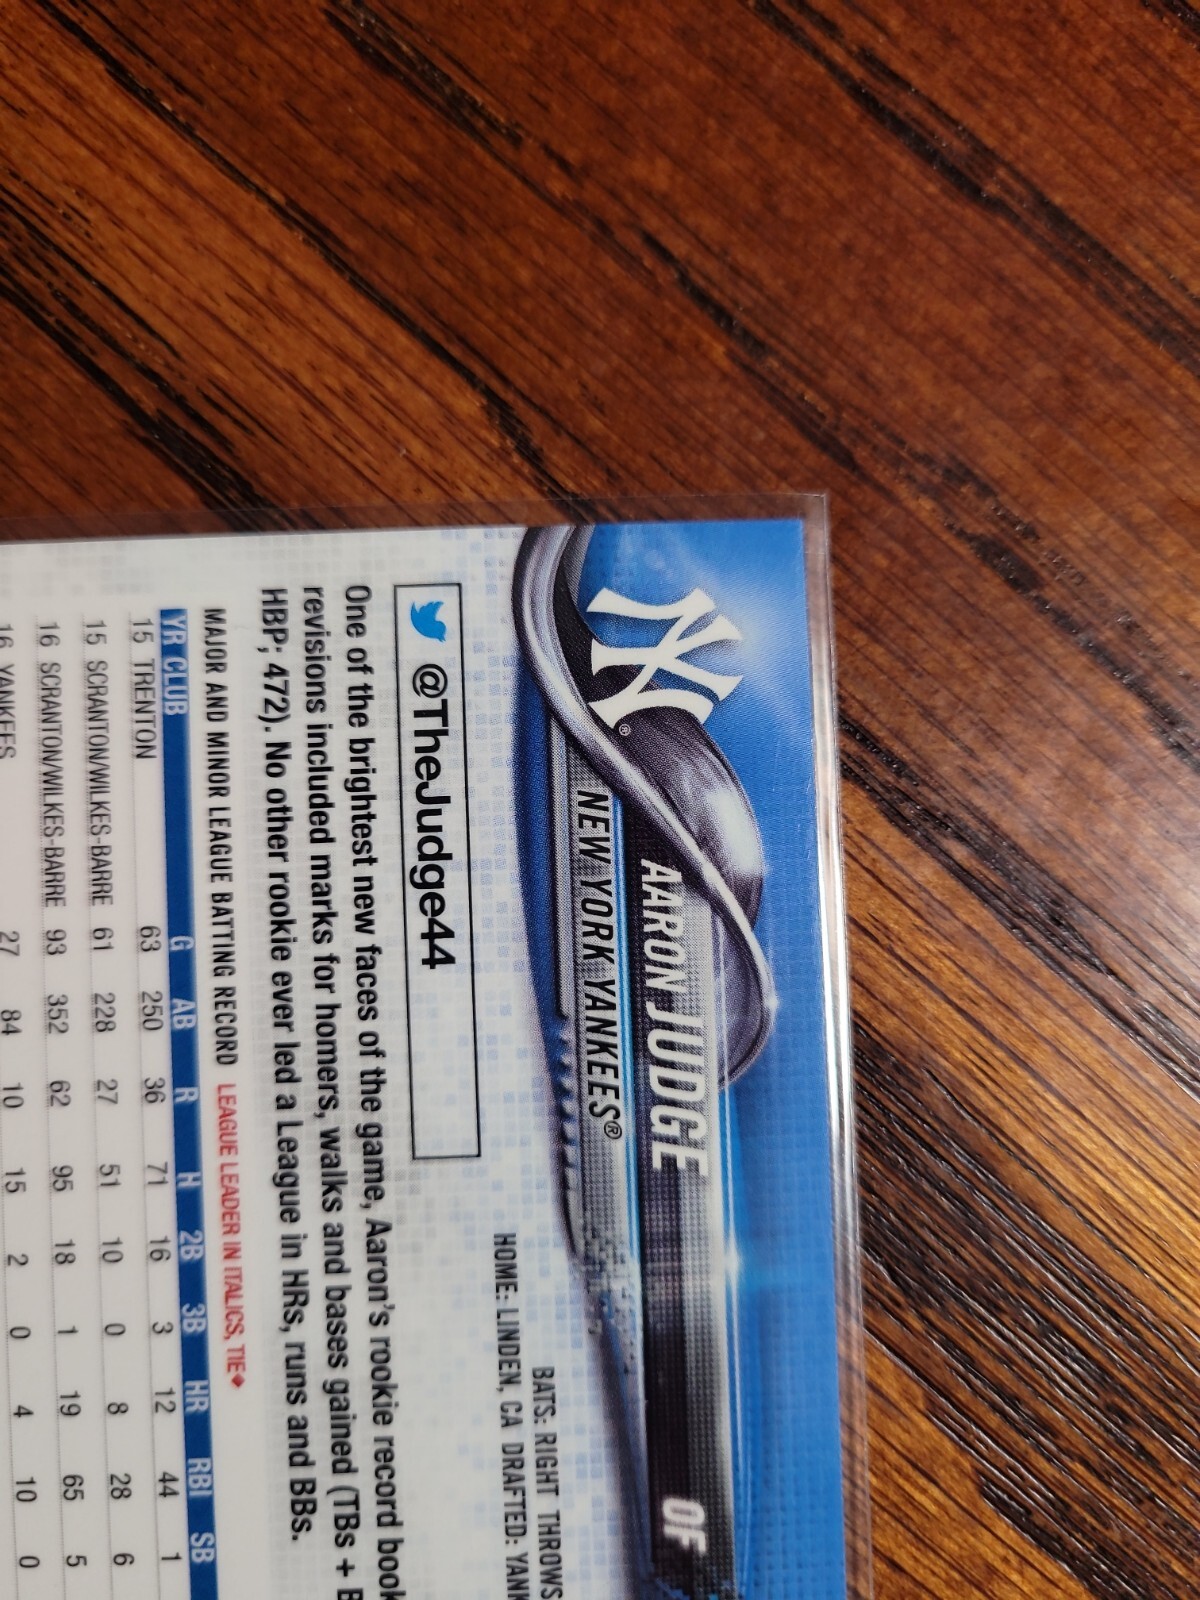 NY®
AARON JUDGE OF
NEW YORK YANKEES®
BATS: RIGHT THROWS
HOME: LINDEN, CA DRAFTED:
@TheJudge44
One of the brightest new faces of the game, Aaron's rookie record book
revisions included marks for homers, walks and bases gained (TBs +
HBP; 472). No other rookie ever led a League in HRs, runs and BBs.
MAJOR AND MINOR LEAGUE BATTING RECORD LEAGUE LEADER IN ITALICS, TIE◆
YR CLUB G AB R H 2B 3B HR RBI SB
15 TRENTON 63 250 36 71 16 3 12 44 1
15 SCRANTON/WILKES-BARRE 61 228 27 51 10 0 8 28 6
16 SCRANTON/WILKES-BARRE 93 352 62 95 18 1 19 65 5
16 YANKEES 27 84 10 15 2 0 4 10 0